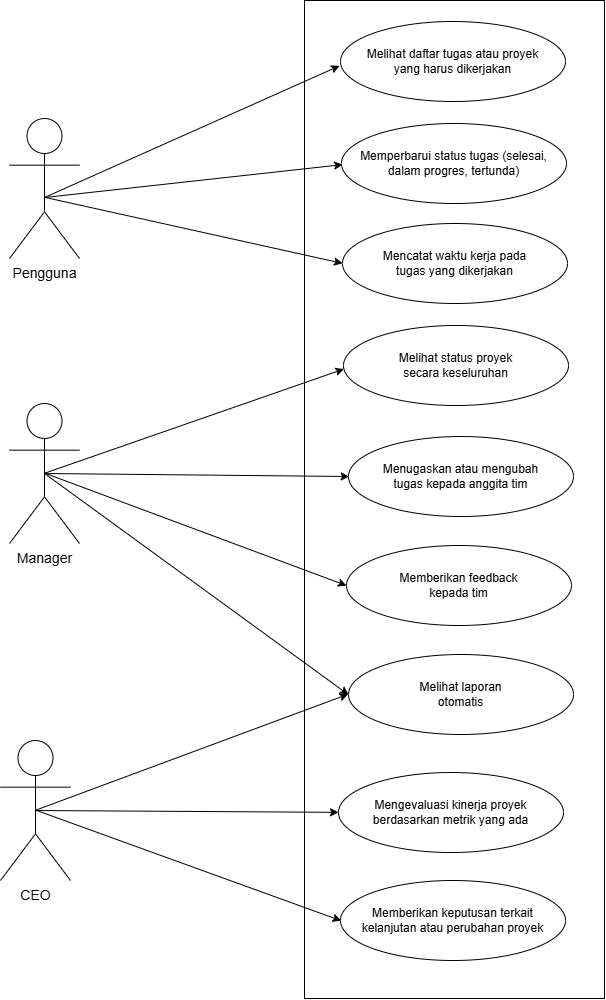 Melihat daftar tugas atau proyek
yang harus dikerjakan
Memperbarui status tugas (selesai,
dalam progres, tertunda)
Mencatat waktu kerja pada
tugas yang dikerjakan
Pengguna
Melihat status proyek
secara keseluruhan
Menugaskan atau mengubah
tugas kepada anggita tim
Manager
Memberikan feedback
kepada tim
Melihat laporan
otomatis
Mengevaluasi kinerja proyek
berdasarkan metrik yang ada
CEO
Memberikan keputusan terkait
kelanjutan atau perubahan proyek